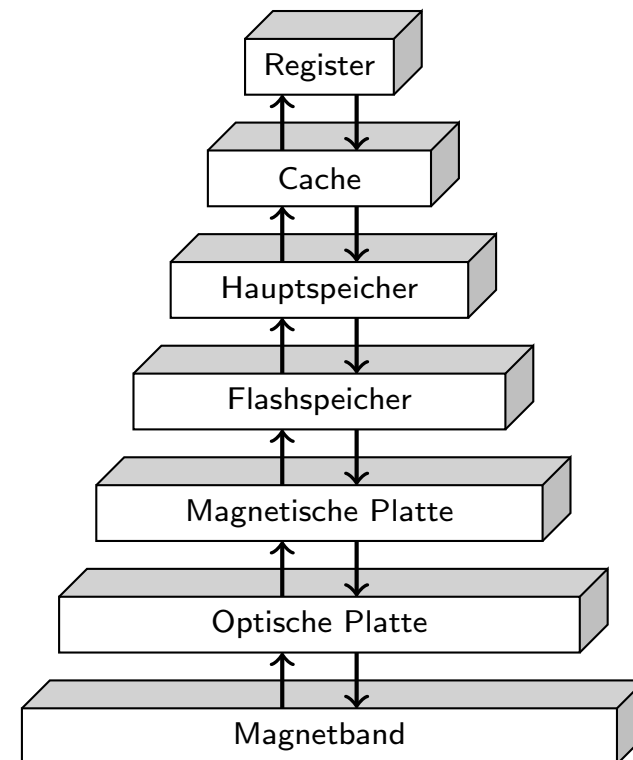 Register
Cache
Hauptspeicher
Flashspeicher
Magnetische Platte
Optische Platte
Magnetband